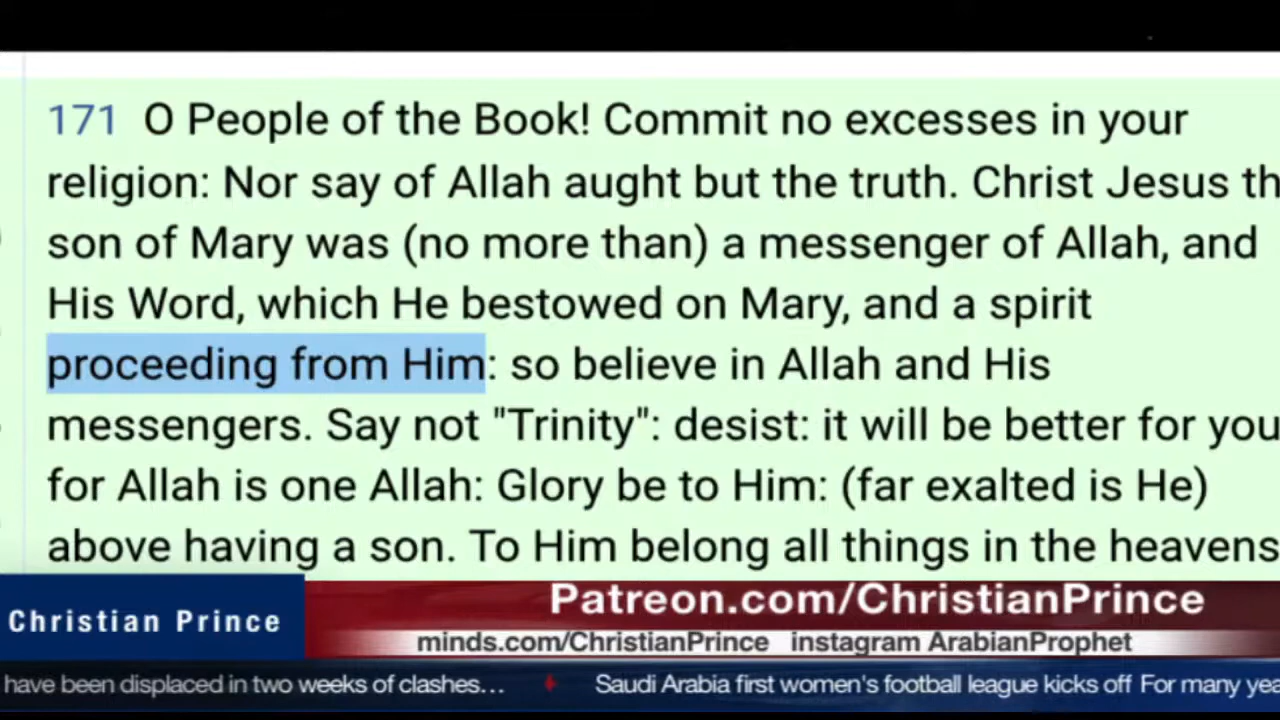 171 O People of the Book! Commit no excesses in your
religion: Nor say of Allah aught but the truth. Christ Jesus th
son of Mary was (no more than) a messenger of Allah, and
His Word, which He bestowed on Mary, and a spirit
proceeding from Him: so believe in Allah and His
messengers. Say not "Trinity": desist: it will be better for you
for Allah is one Allah: Glory be to Him: (far exalted is He)
above having a son. To Him belong all things in the heavens
Christian Prince
Patreon.com/ChristianPrince
minds.com/ChristianPrince instagram ArabianProphet
have been displaced in two weeks of clashes... Saudi Arabia first women's football league kicks off For many yea